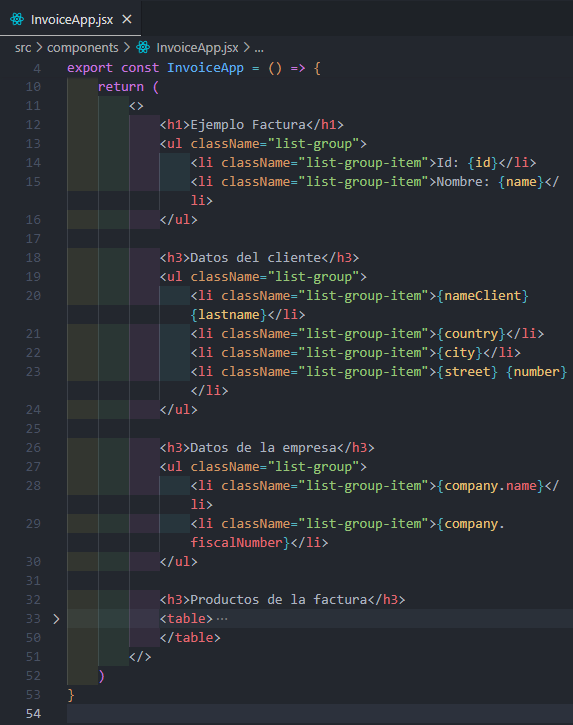 InvoiceApp.jsx ×
src > components > InvoiceApp.jsx > ...
4 export const InvoiceApp = () => {
10 return (
11 <>
12 <h1>Ejemplo Factura</h1>
13 <ul className="list-group">
14 <li className="list-group-item">Id: {id}</li>
15 <li className="list-group-item">Nombre: {name}</
li>
16 </ul>
17
18 <h3>Datos del cliente</h3>
19 <ul className="list-group">
20 <li className="list-group-item">{nameClient}
{lastname}</li>
21 <li className="list-group-item">{country}</li>
22 <li className="list-group-item">{city}</li>
23 <li className="list-group-item">{street} {number}
</li>
24 </ul>
25
26 <h3>Datos de la empresa</h3>
27 <ul className="list-group">
28 <li className="list-group-item">{company.name}</
li>
29 <li className="list-group-item">{company.
fiscalNumber}</li>
30 </ul>
31
32 <h3>Productos de la factura</h3>
33 > <table>···
50 </table>
51 </>
52 )
53 }
54